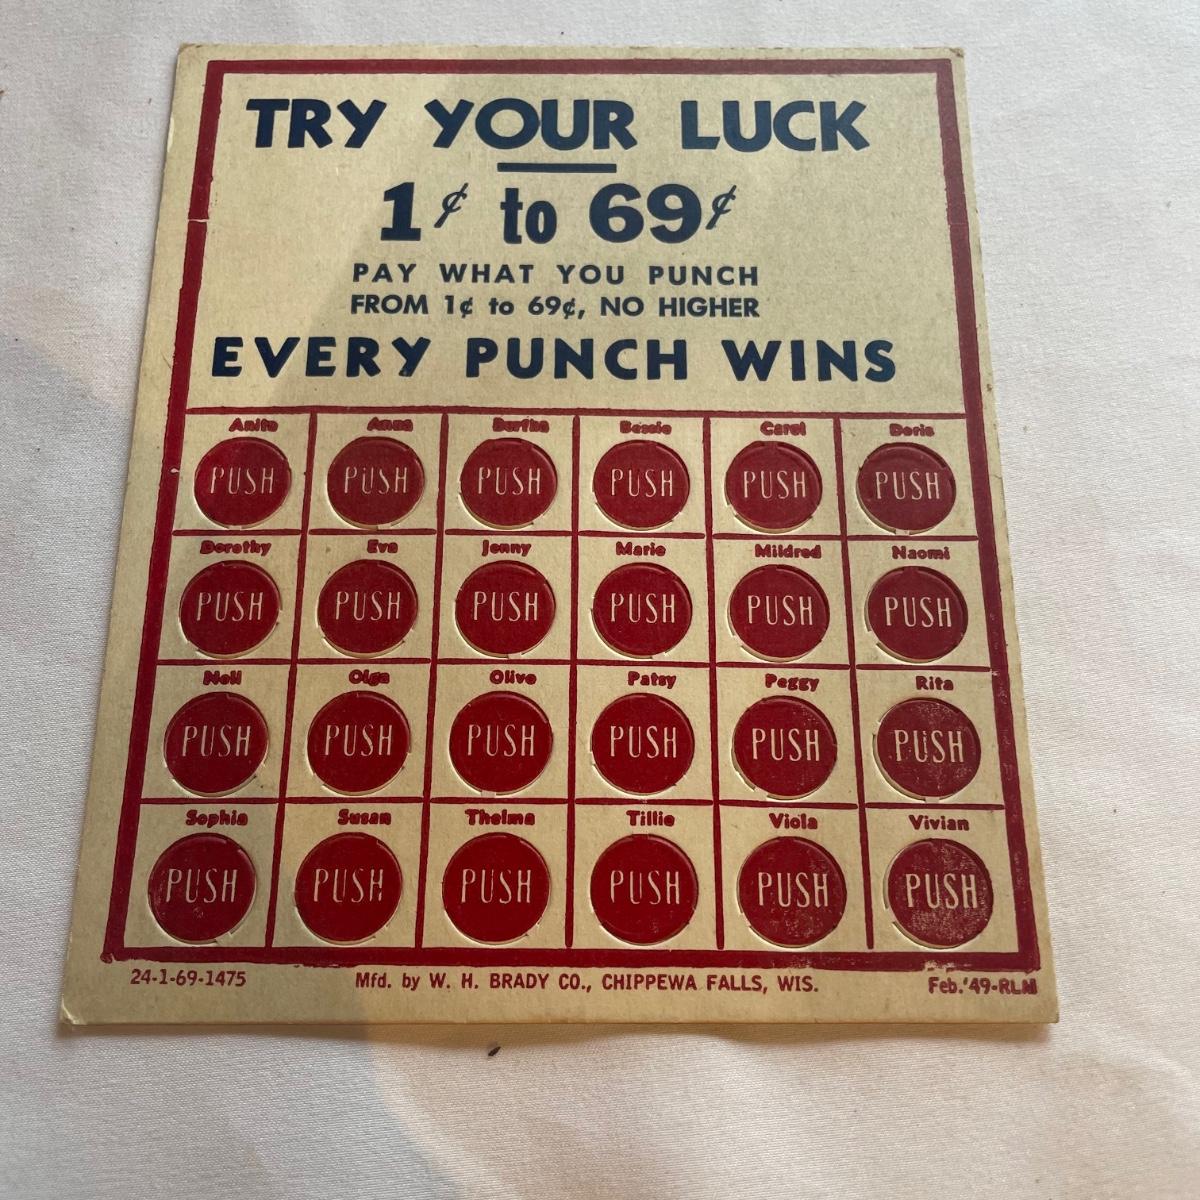 TRY YOUR LUCK
1¢ to 69¢
PAY WHAT YOU PUNCH
FROM 1¢ to 69¢, NO HIGHER
EVERY PUNCH WINS
Anita Anna Bertha Bessie Carol Doris
PUSH PUSH PUSH PUSH PUSH PUSH
Dorothy Eva Jenny Marie Mildred Naomi
PUSH PUSH PUSH PUSH PUSH PUSH
Nell Olga Olive Patsy Peggy Rita
PUSH PUSH PUSH PUSH PUSH PUSH
Sophia Susan Thelma Tillie Viola Vivian
PUSH PUSH PUSH PUSH PUSH PUSH
24-1-69-1475 Mfd. by W. H. BRADY CO., CHIPPEWA FALLS, WIS. Feb.'49-RLM